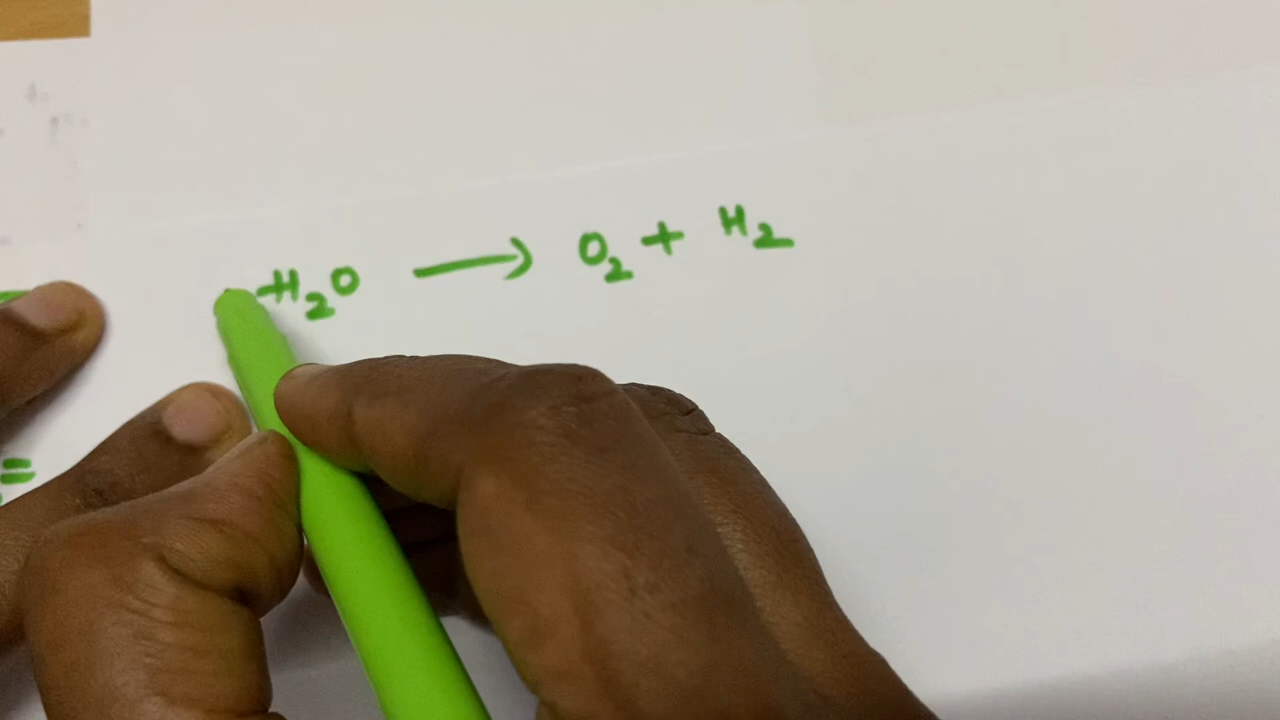 H₂O → O₂ + H₂
=